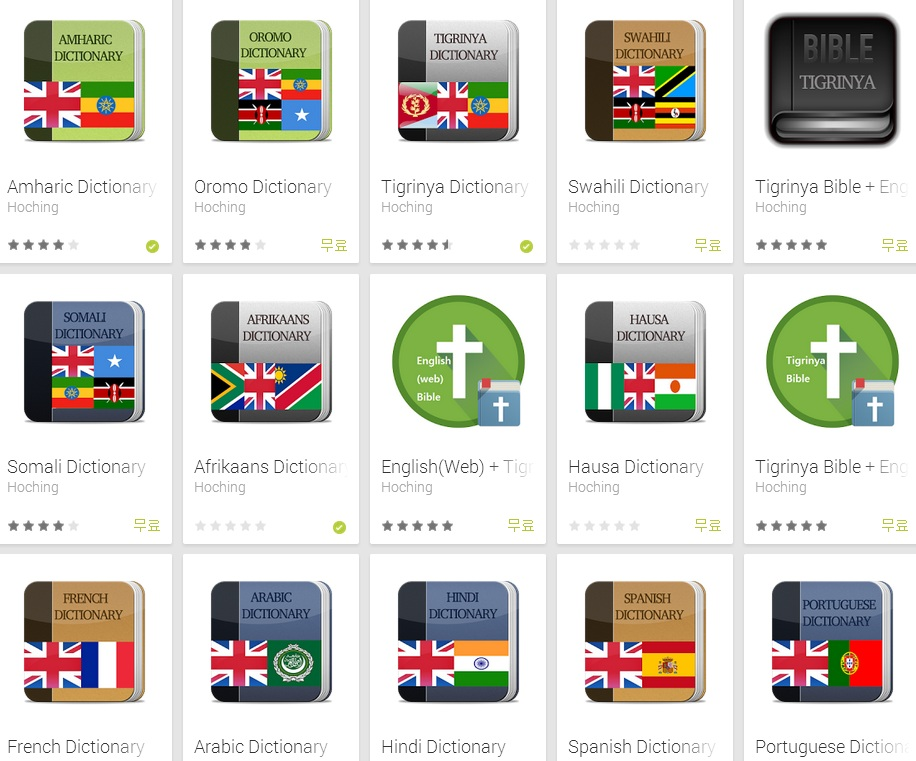 AMHARIC
DICTIONARY
OROMO
DICTIONARY
TIGRINYA
DICTIONARY
SWAHILI
DICTIONARY
BIBLE
TIGRINYA
Amharic Dictionary
Oromo Dictionary
Tigrinya Dictionary
Swahili Dictionary
Tigrinya Bible + Eng
Hoching
Hoching
Hoching
Hoching
Hoching
무료
무료
무료
SOMALI
DICTIONARY
AFRIKAANS
DICTIONARY
English
(web)
Bible
HAUSA
DICTIONARY
Tigrinya
Bible
Somali Dictionary
Afrikaans Dictionar
English(Web) + Tigr
Hausa Dictionary
Tigrinya Bible + Eng
Hoching
Hoching
Hoching
Hoching
Hoching
무료
무료
무료
무료
FRENCH
DICTIONARY
ARABIC
DICTIONARY
HINDI
DICTIONARY
SPANISH
DICTIONARY
PORTUGUESE
DICTIONARY
French Dictionary
Arabic Dictionary
Hindi Dictionary
Spanish Dictionary
Portuguese Diction